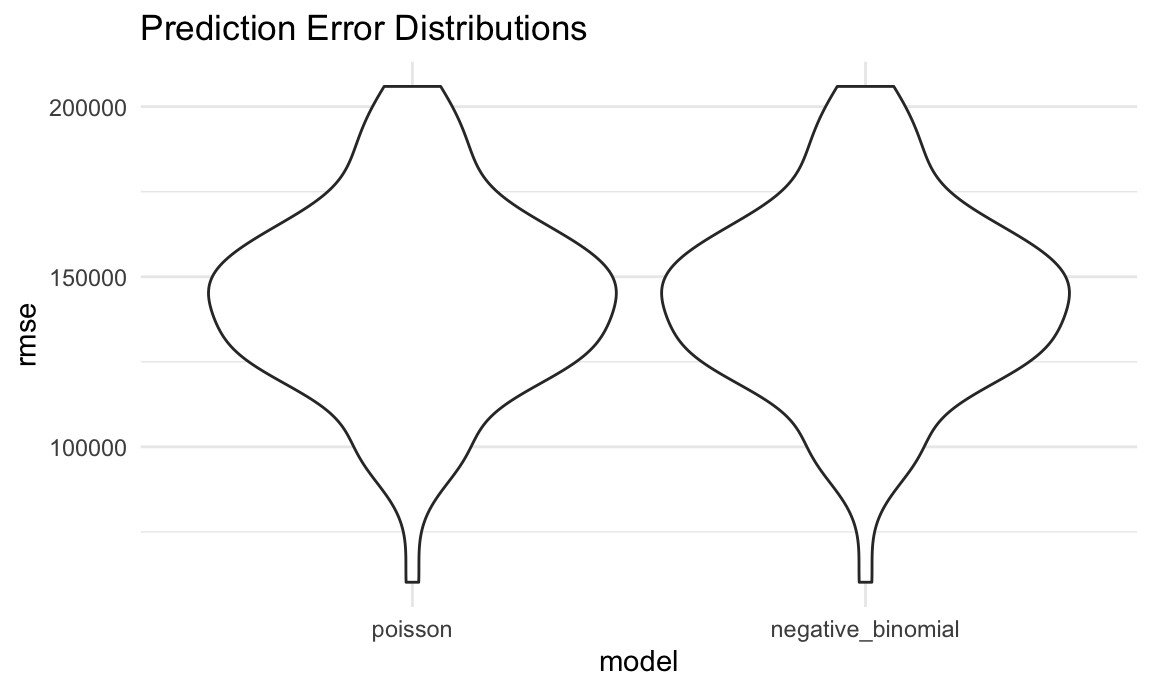 Prediction Error Distributions
200000
150000
100000
rmse
poisson
negative_binomial
model